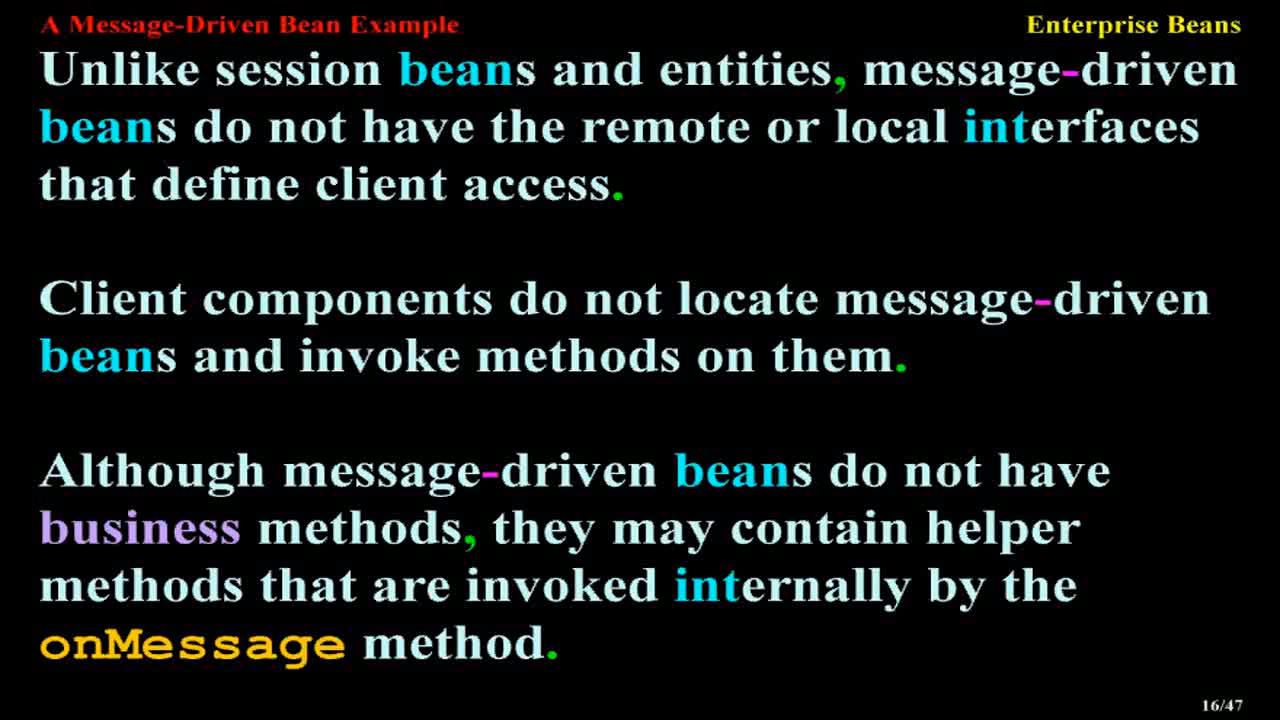 A Message-Driven Bean Example
Enterprise Beans
Unlike session beans and entities, message-driven
beans do not have the remote or local interfaces
that define client access.
Client components do not locate message-driven
beans and invoke methods on them.
Although message-driven beans do not have
business methods, they may contain helper
methods that are invoked internally by the
onMessage method.
16/47